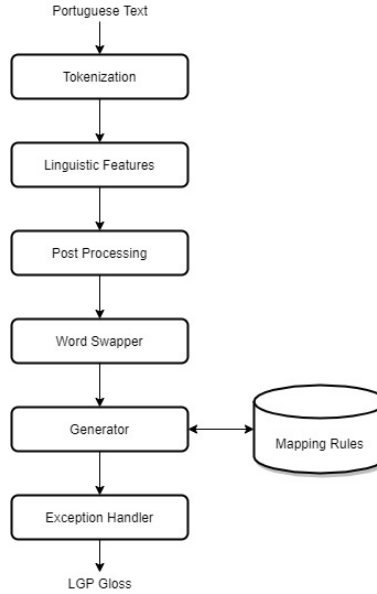 Portuguese Text
Tokenization
Linguistic Features
Post Processing
Word Swapper
Generator
Mapping Rules
Exception Handler
LGP Gloss